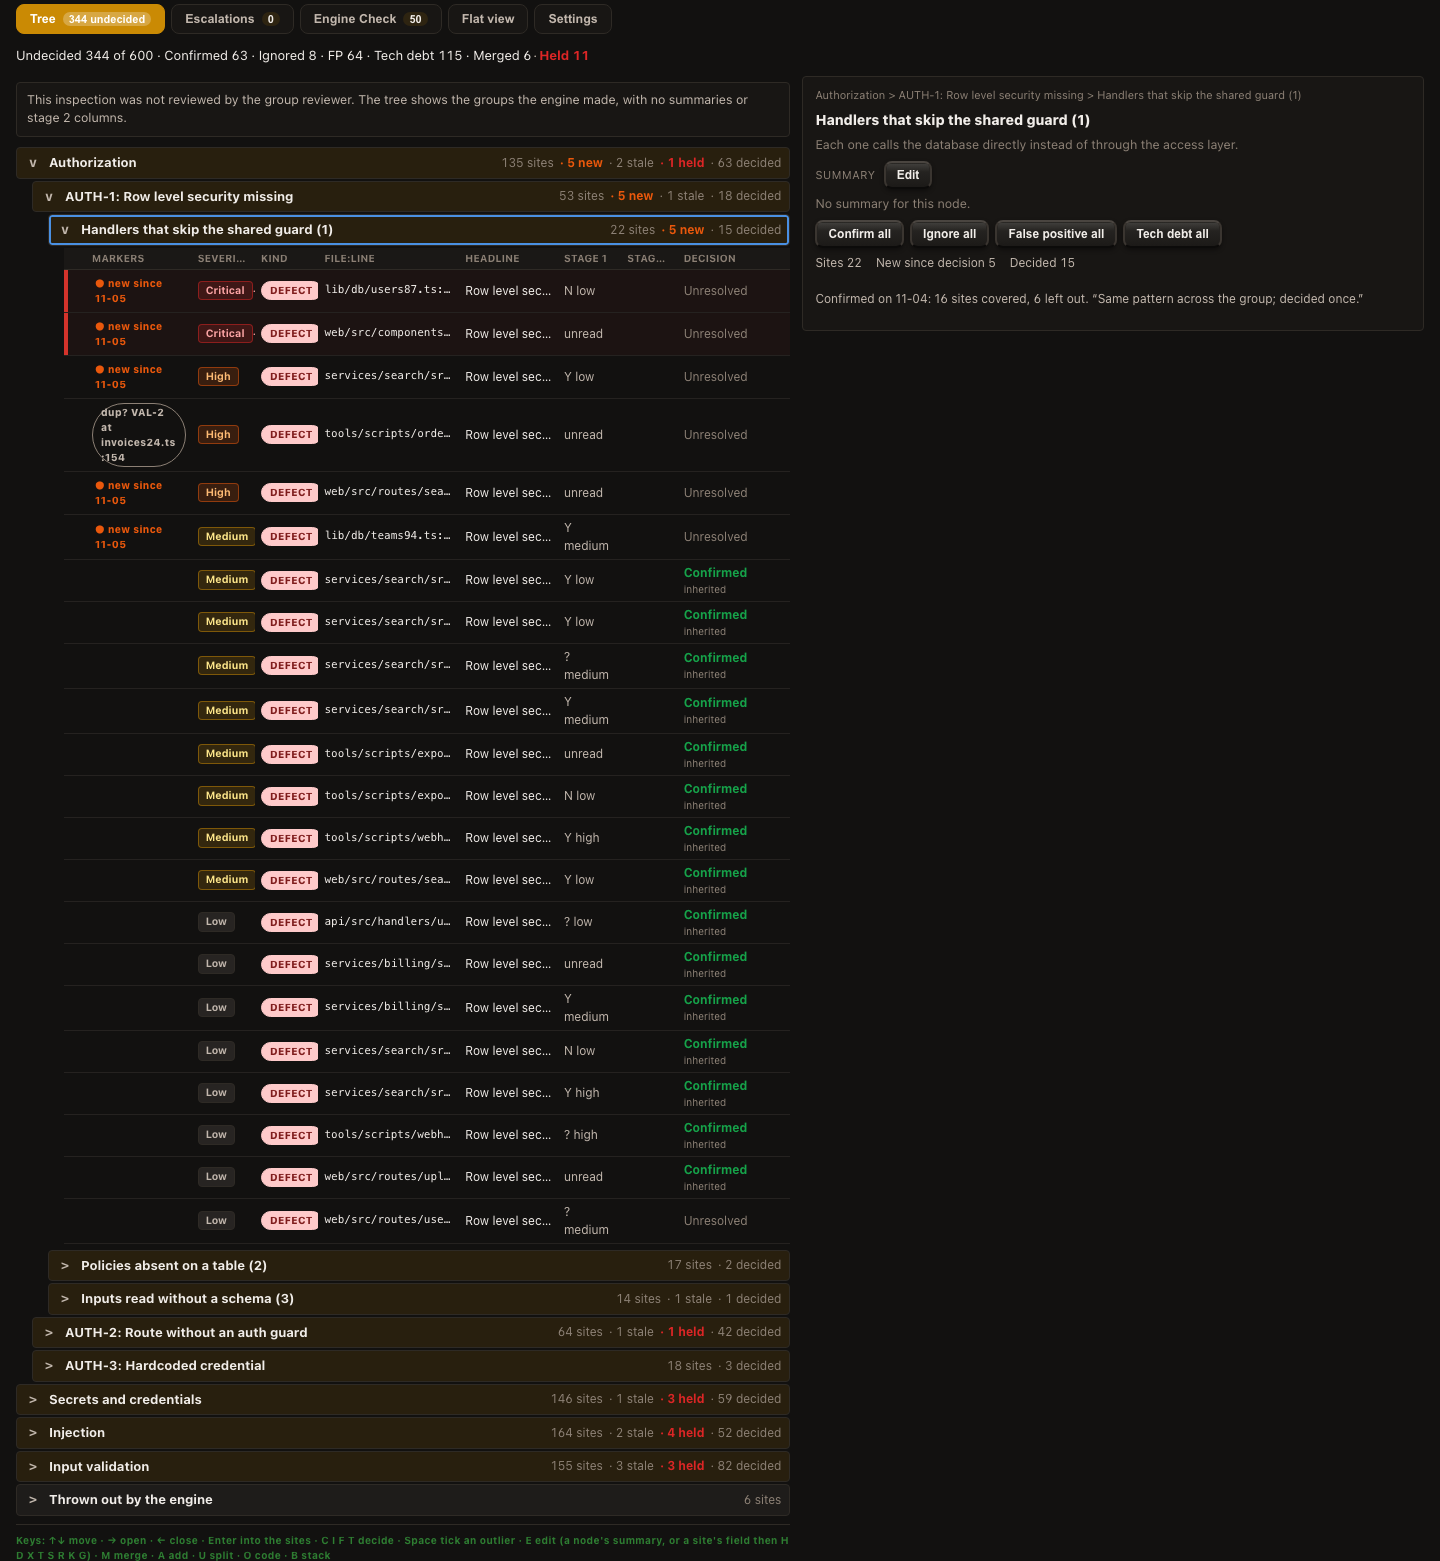 Tree 344 undecided Escalations 0 Engine Check 50 Flat view Settings
Undecided 344 of 600 · Confirmed 63 · Ignored 8 · FP 64 · Tech debt 115 · Merged 6 · Held 11
This inspection was not reviewed by the group reviewer. The tree shows the groups the engine made, with no summaries or
stage 2 columns.
v Authorization 135 sites · 5 new · 2 stale · 1 held · 63 decided
v AUTH-1: Row level security missing 53 sites · 5 new · 1 stale · 18 decided
v Handlers that skip the shared guard (1) 22 sites · 5 new · 15 decided
MARKERS SEVERI... KIND FILE:LINE HEADLINE STAGE 1 STAG... DECISION
● new since
11-05
Critical DEFECT lib/db/users87.ts:... Row level sec... N low Unresolved
● new since
11-05
Critical DEFECT web/src/components... Row level sec... unread Unresolved
● new since
11-05
High DEFECT services/search/sr... Row level sec... Y low Unresolved
dup? VAL-2
at
invoices24.ts
:154
High DEFECT tools/scripts/orde... Row level sec... unread Unresolved
● new since
11-05
High DEFECT web/src/routes/sea... Row level sec... unread Unresolved
● new since
11-05
Medium DEFECT lib/db/teams94.ts:... Row level sec... Y
medium
Unresolved
Medium DEFECT services/search/sr... Row level sec... Y low Confirmed
inherited
Medium DEFECT services/search/sr... Row level sec... Y low Confirmed
inherited
Medium DEFECT services/search/sr... Row level sec... ?
medium
Confirmed
inherited
Medium DEFECT services/search/sr... Row level sec... Y
medium
Confirmed
inherited
Medium DEFECT tools/scripts/expo... Row level sec... unread Confirmed
inherited
Medium DEFECT tools/scripts/expo... Row level sec... N low Confirmed
inherited
Medium DEFECT tools/scripts/webh... Row level sec... Y high Confirmed
inherited
Medium DEFECT web/src/routes/sea... Row level sec... Y low Confirmed
inherited
Low DEFECT api/src/handlers/u... Row level sec... ? low Confirmed
inherited
Low DEFECT services/billing/s... Row level sec... unread Confirmed
inherited
Low DEFECT services/billing/s... Row level sec... Y
medium
Confirmed
inherited
Low DEFECT services/search/sr... Row level sec... N low Confirmed
inherited
Low DEFECT services/search/sr... Row level sec... Y high Confirmed
inherited
Low DEFECT tools/scripts/webh... Row level sec... ? high Confirmed
inherited
Low DEFECT web/src/routes/upl... Row level sec... unread Confirmed
inherited
Low DEFECT web/src/routes/use... Row level sec... ?
medium
Unresolved
> Policies absent on a table (2) 17 sites · 2 decided
> Inputs read without a schema (3) 14 sites · 1 stale · 1 decided
> AUTH-2: Route without an auth guard 64 sites · 1 stale · 1 held · 42 decided
> AUTH-3: Hardcoded credential 18 sites · 3 decided
> Secrets and credentials 146 sites · 1 stale · 3 held · 59 decided
> Injection 164 sites · 2 stale · 4 held · 52 decided
> Input validation 155 sites · 3 stale · 3 held · 82 decided
> Thrown out by the engine 6 sites
Keys: ↑↓ move · → open · ← close · Enter into the sites · C I F T decide · Space tick an outlier · E edit (a node's summary, or a site's field then H
D X T S R K G) · M merge · A add · U split · O code · B stack
Authorization > AUTH-1: Row level security missing > Handlers that skip the shared guard (1)
Handlers that skip the shared guard (1)
Each one calls the database directly instead of through the access layer.
SUMMARY Edit
No summary for this node.
Confirm all Ignore all False positive all Tech debt all
Sites 22 New since decision 5 Decided 15
Confirmed on 11-04: 16 sites covered, 6 left out. “Same pattern across the group; decided once.”